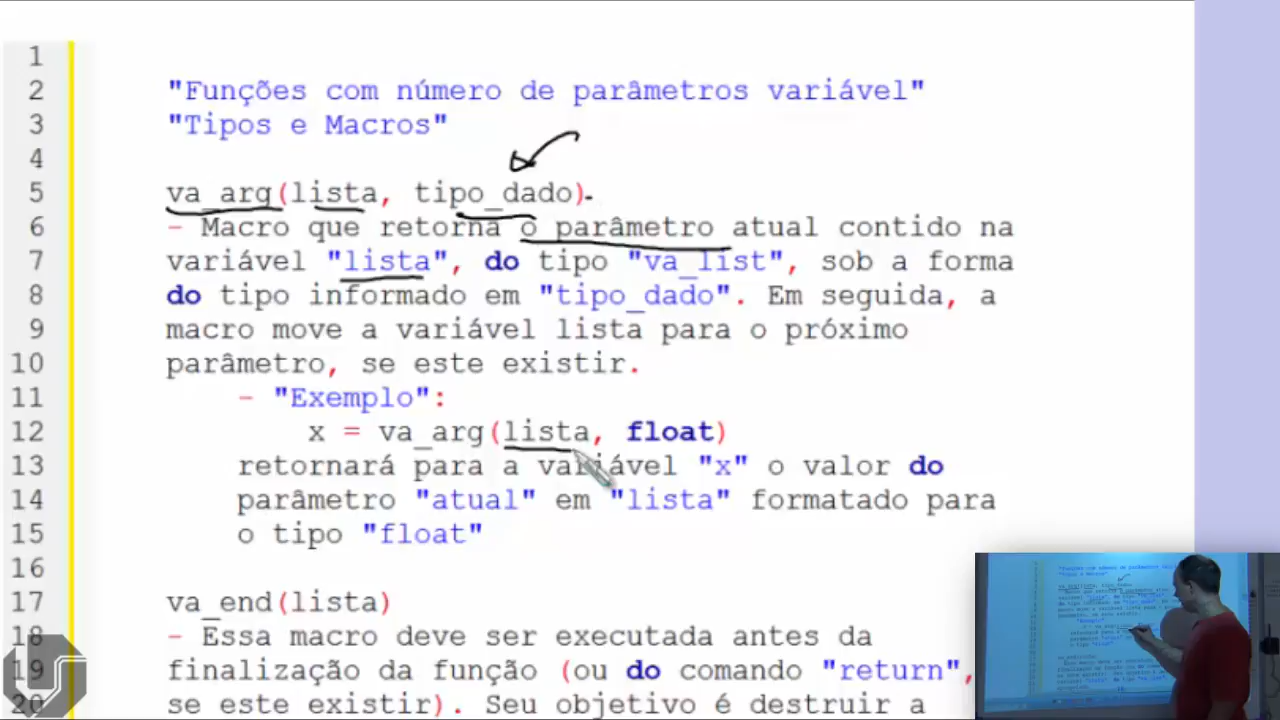 1
2 "Funções com número de parâmetros variável"
3 "Tipos e Macros"
4
5 va_arg(lista, tipo_dado).
6 - Macro que retorna o parâmetro atual contido na
7 variável "lista", do tipo "va_list", sob a forma
8 do tipo informado em "tipo_dado". Em seguida, a
9 macro move a variável lista para o próximo
10 parâmetro, se este existir.
11 - "Exemplo":
12 x = va_arg(lista, float)
13 retornará para a variável "x" o valor do
14 parâmetro "atual" em "lista" formatado para
15 o tipo "float"
16
17 va_end(lista)
18 - Essa macro deve ser executada antes da
19 finalização da função (ou do comando "return",
20 se este existir). Seu objetivo é destruir a